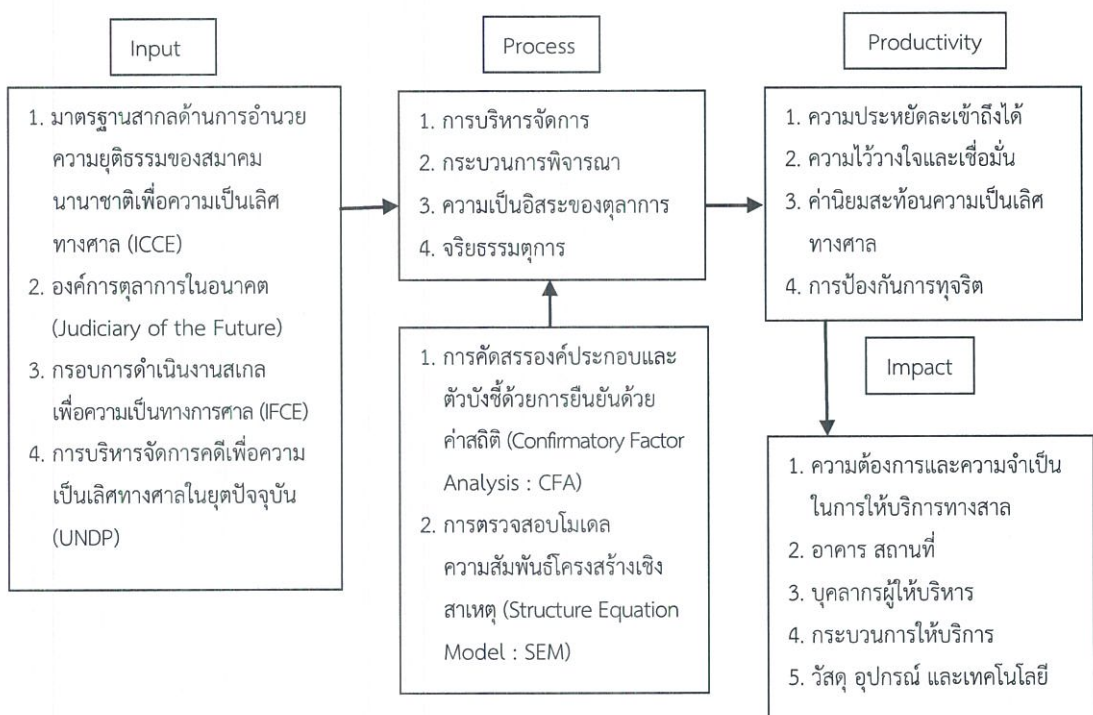 Input
1. มาตรฐานสากลด้านการอำนวย
ความยุติธรรมของสมาคม
นานาชาติเพื่อความเป็นเลิศ
ทางศาล (ICCE)
2. องค์การตุลาการในอนาคต
(Judiciary of the Future)
3. กรอบการดำเนินงานสเกล
เพื่อความเป็นทางการศาล (IFCE)
4. การบริหารจัดการคดีเพื่อความ
เป็นเลิศทางศาลในยุตปัจจุบัน
(UNDP)
Process
1. การบริหารจัดการ
2. กระบวนการพิจารณา
3. ความเป็นอิสระของตุลาการ
4. จริยธรรมตุการ
1. การคัดสรรองค์ประกอบและ
ตัวบังชี้ด้วยการยืนยันด้วย
ค่าสถิติ (Confirmatory Factor
Analysis : CFA)
2. การตรวจสอบโมเดล
ความสัมพันธ์โครงสร้างเชิง
สาเหตุ (Structure Equation
Model : SEM)
Productivity
1. ความประหยัดละเข้าถึงได้
2. ความไว้วางใจและเชื่อมั่น
3. ค่านิยมสะท้อนความเป็นเลิศ
ทางศาล
4. การป้องกันการทุจริต
Impact
1. ความต้องการและความจำเป็น
ในการให้บริการทางสาล
2. อาคาร สถานที่
3. บุคลากรผู้ให้บริหาร
4. กระบวนการให้บริการ
5. วัสดุ อุปกรณ์ และเทคโนโลยี